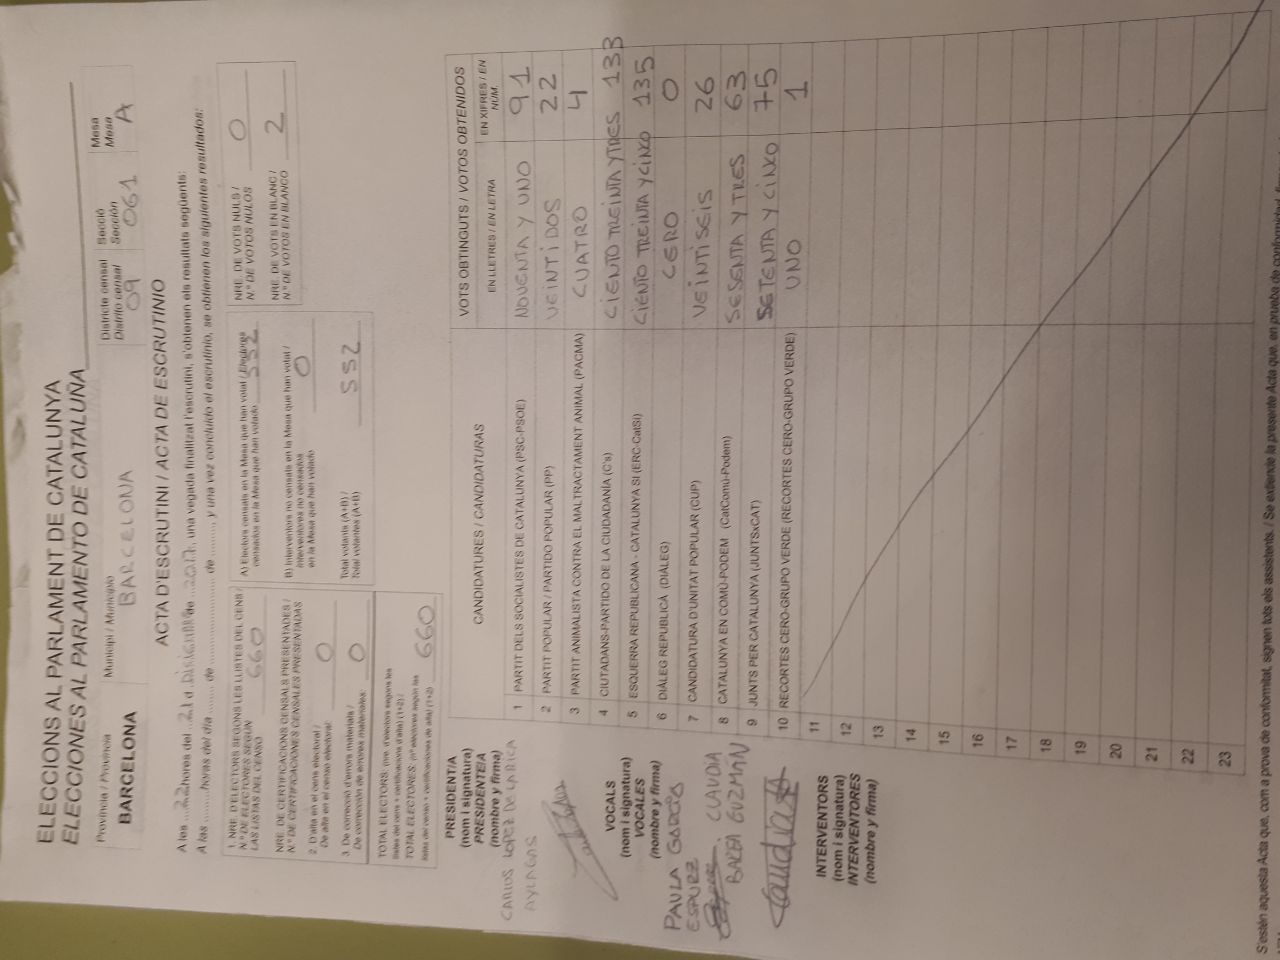 ELECCIONS AL PARLAMENT DE CATALUNYA
ELECCIONES AL PARLAMENTO DE CATALUÑA
Província / Provincia
BARCELONA
Municipi / Municipio
BARCELONA
Districte censal
Distrito censal
09
Secció
Sección
061
Mesa
Mesa
A
ACTA D'ESCRUTINI / ACTA DE ESCRUTINIO
A les ...22 hores del ...21 d Diciembre de ...2017, una vegada finalitzat l'escrutini, s'obtenen els resultats següents:
A las .......... horas del día ........ de ........................ de .......... y una vez concluido el escrutinio, se obtienen los siguientes resultados:
1. NRE. D'ELECTORS SEGONS LES LLISTES DEL CENS /
N.º DE ELECTORES SEGÚN
LAS LISTAS DEL CENSO
660
NRE. DE CERTIFICACIONS CENSALS PRESENTADES /
N.º DE CERTIFICACIONES CENSALES PRESENTADAS
2. D'alta en el cens electoral /
De alta en el censo electoral:
0
3. De correcció d'errors materials /
De corrección de errores materiales:
0
TOTAL ELECTORS. (nre. d'electors segons les
llistes del cens + certificacions d'alta) (1+2) /
TOTAL ELECTORES. (nº electores según las
listas del censo + certificaciones de alta) (1+2)
660
A) Electors censats en la Mesa que han votat / Electores
censados en la Mesa que han votado
552
B) Interventors no censats en la Mesa que han votat /
Interventores no censados
en la Mesa que han votado
0
Total votants (A+B) /
Total votantes (A+B)
552
NRE. DE VOTS NULS /
N.º DE VOTOS NULOS
0
NRE. DE VOTS EN BLANC /
N.º DE VOTOS EN BLANCO
2
PRESIDENT/A
(nom i signatura)
PRESIDENTE/A
(nombre y firma)
CARLOS LOPEZ DE LARICA
AYLAGAS
VOCALS
(nom i signatura)
VOCALES
(nombre y firma)
PAULA GARCÉS
ESPUEZ
CLAUDIA
BAREA GUZMAN
INTERVENTORS
(nom i signatura)
INTERVENTORES
(nombre y firma)
CANDIDATURES / CANDIDATURAS
VOTS OBTINGUTS / VOTOS OBTENIDOS
EN LLETRES / EN LETRA
EN XIFRES / EN
NÚM.
1 PARTIT DELS SOCIALISTES DE CATALUNYA (PSC-PSOE) NOVENTA Y UNO 91
2 PARTIT POPULAR / PARTIDO POPULAR (PP) VEINTIDOS 22
3 PARTIT ANIMALISTA CONTRA EL MALTRACTAMENT ANIMAL (PACMA) CUATRO 4
4 CIUTADANS-PARTIDO DE LA CIUDADANÍA (C's) CIENTO TREINTA Y TRES 133
5 ESQUERRA REPUBLICANA - CATALUNYA SÍ (ERC-CatSí) CIENTO TREINTA Y CINCO 135
6 DIÀLEG REPUBLICÀ (DIÀLEG) CERO 0
7 CANDIDATURA D'UNITAT POPULAR (CUP) VEINTISEIS 26
8 CATALUNYA EN COMÚ-PODEM (CatComú-Podem) SESENTA Y TRES 63
9 JUNTS PER CATALUNYA (JUNTSxCAT) SETENTA Y CINCO 75
10 RECORTES CERO-GRUPO VERDE (RECORTES CERO-GRUPO VERDE) UNO 1
11
12
13
14
15
16
17
18
19
20
21
22
23
S'estén aquesta Acta que, com a prova de conformitat, signen tots els assistents. / Se extiende la presente Acta que, en prueba de conformidad,